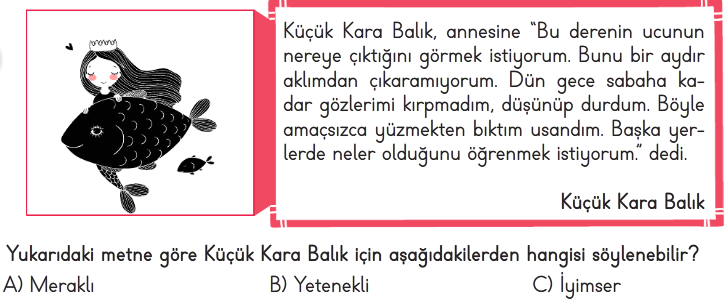 Küçük Kara Balık, annesine “Bu derenin ucunun
nereye çıktığını görmek istiyorum. Bunu bir aydır
aklımdan çıkaramıyorum. Dün gece sabaha ka-
dar gözlerimi kırpmadım, düşünüp durdum. Böyle
amaçsızca yüzmekten bıktım usandım. Başka yer-
lerde neler olduğunu öğrenmek istiyorum.” dedi.
Küçük Kara Balık
Yukarıdaki metne göre Küçük Kara Balık için aşağıdakilerden hangisi söylenebilir?
A) Meraklı B) Yetenekli C) İyimser